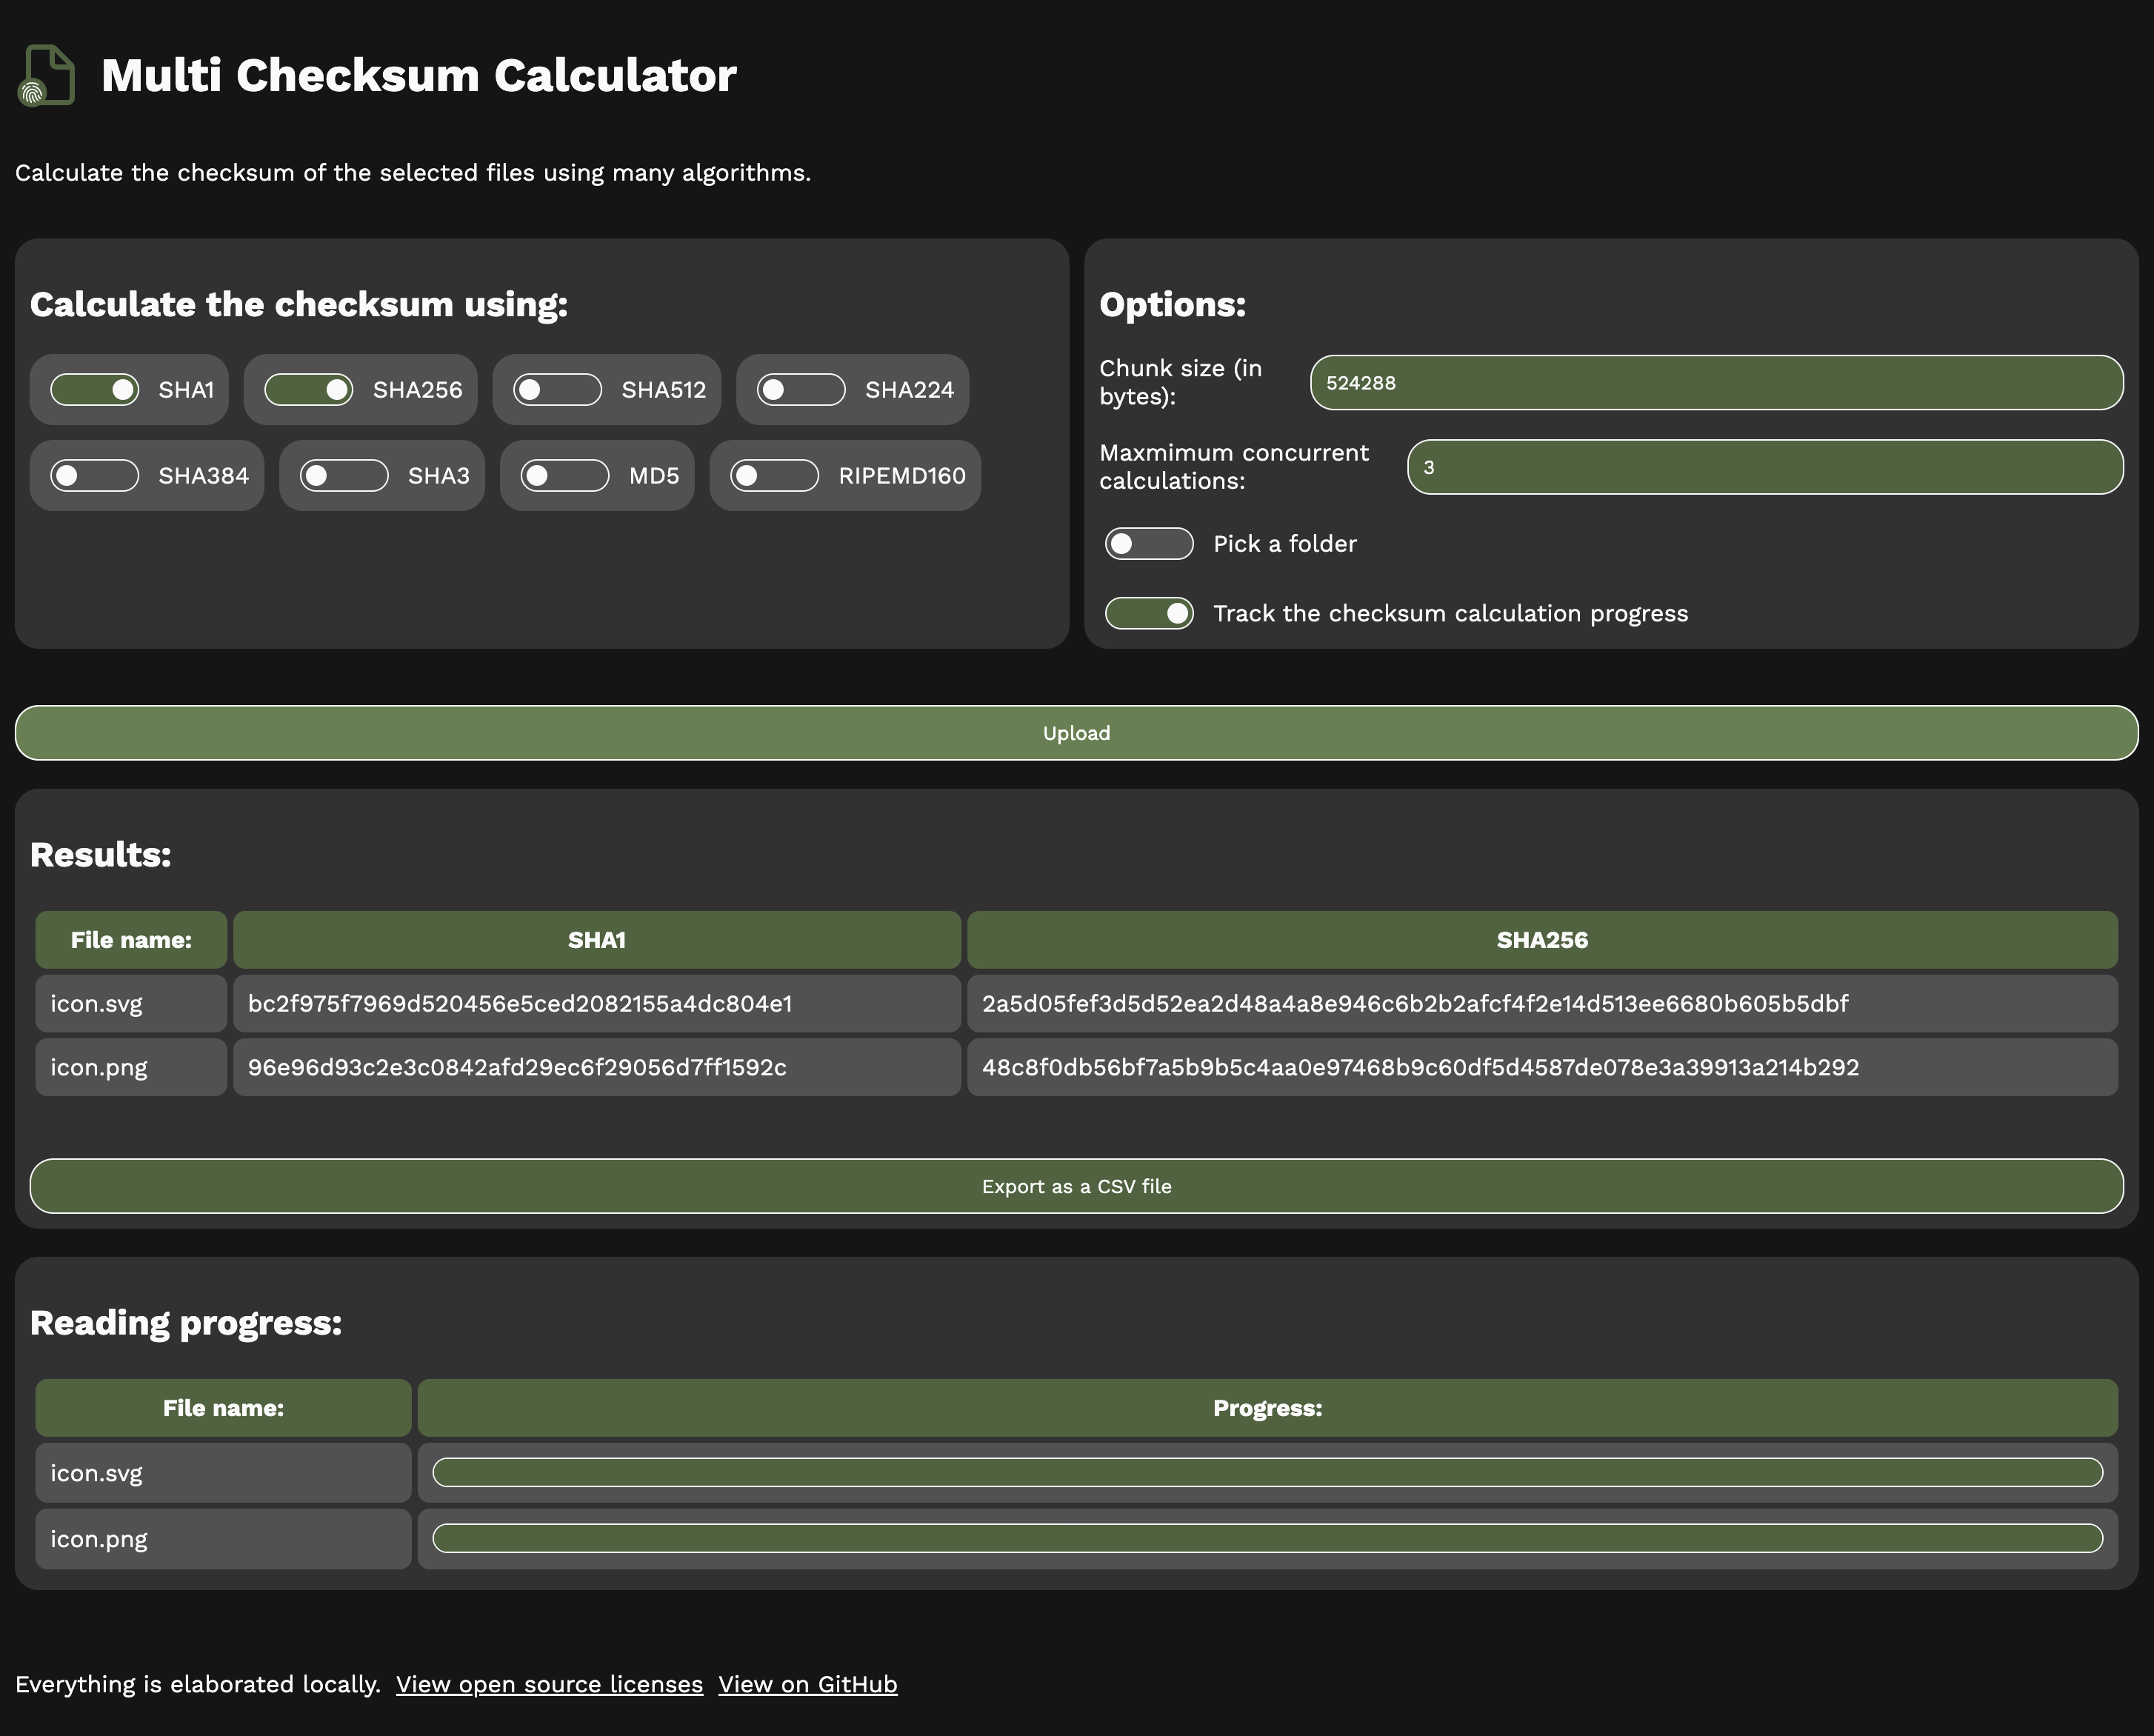 Multi Checksum Calculator
Calculate the checksum of the selected files using many algorithms.
Calculate the checksum using:
SHA1
SHA256
SHA512
SHA224
SHA384
SHA3
MD5
RIPEMD160
Options:
Chunk size (in
bytes):
524288
Maxmimum concurrent
calculations:
3
Pick a folder
Track the checksum calculation progress
Upload
Results:
File name:
SHA1
SHA256
icon.svg
bc2f975f7969d520456e5ced2082155a4dc804e1
2a5d05fef3d5d52ea2d48a4a8e946c6b2b2afcf4f2e14d513ee6680b605b5dbf
icon.png
96e96d93c2e3c0842afd29ec6f29056d7ff1592c
48c8f0db56bf7a5b9b5c4aa0e97468b9c60df5d4587de078e3a39913a214b292
Export as a CSV file
Reading progress:
File name:
Progress:
icon.svg
icon.png
Everything is elaborated locally. View open source licenses View on GitHub